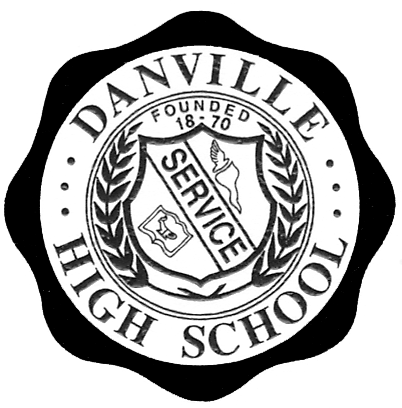 DANVILLE
FOUNDED
18-70
SERVICE
HIGH SCHOOL